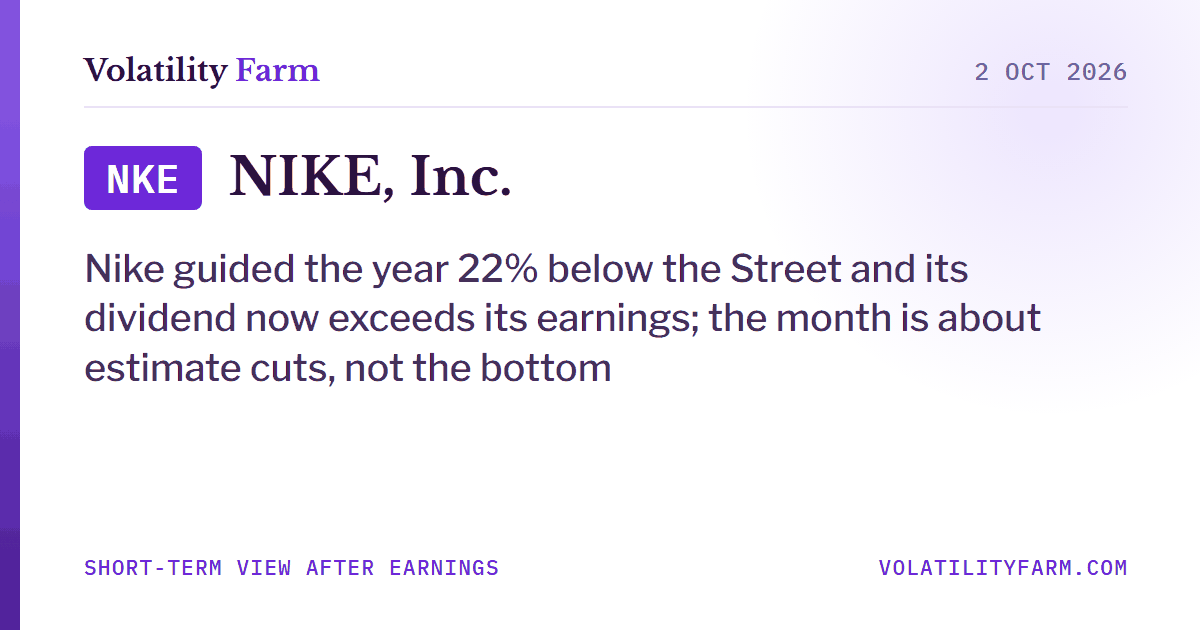 Volatility Farm
2 OCT 2026
NKE
NIKE, Inc.
Nike guided the year 22% below the Street and its
dividend now exceeds its earnings; the month is about
estimate cuts, not the bottom
SHORT-TERM VIEW AFTER EARNINGS
VOLATILITYFARM.COM